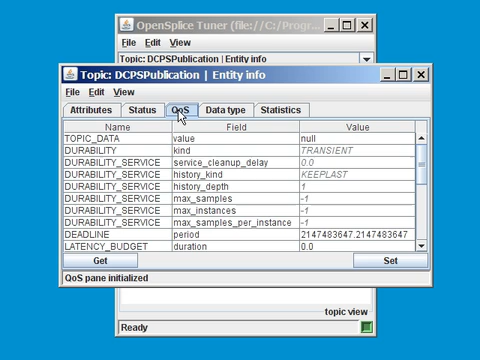 OpenSplice Tuner (file://C:/Progr...
File Edit View
Topic: DCPSPublication | Entity info
Topic: DCPSPublication | Entity info
File Edit View
Attributes Status QoS Data type Statistics
Name Field Value
TOPIC_DATA value null
DURABILITY kind TRANSIENT
DURABILITY_SERVICE service_cleanup_delay 0.0
DURABILITY_SERVICE history_kind KEEPLAST
DURABILITY_SERVICE history_depth 1
DURABILITY_SERVICE max_samples -1
DURABILITY_SERVICE max_instances -1
DURABILITY_SERVICE max_samples_per_instance -1
DEADLINE period 2147483647.2147483647
LATENCY_BUDGET duration 0.0
Get Set
QoS pane initialized
topic view
Ready